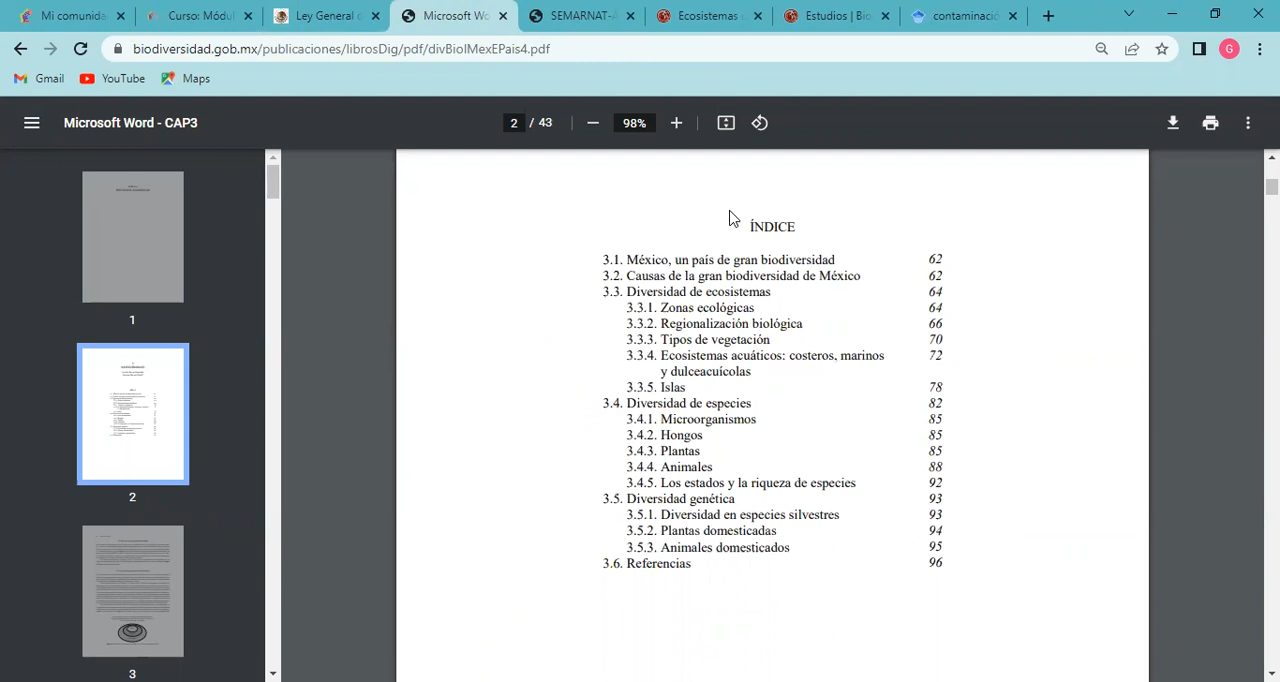 Mi comunida
Curso: Módul
Ley General d
Microsoft Wo
SEMARNAT-A
Ecosistemas c
Estudios | Bio
contaminació
biodiversidad.gob.mx/publicaciones/librosDig/pdf/divBiolMexEPais4.pdf
G
Gmail
YouTube
Maps
Microsoft Word - CAP3
2 / 43
98%
1
2
3
ÍNDICE
3.1. México, un país de gran biodiversidad 62
3.2. Causas de la gran biodiversidad de México 62
3.3. Diversidad de ecosistemas 64
3.3.1. Zonas ecológicas 64
3.3.2. Regionalización biológica 66
3.3.3. Tipos de vegetación 70
3.3.4. Ecosistemas acuáticos: costeros, marinos 72
y dulceacuícolas
3.3.5. Islas 78
3.4. Diversidad de especies 82
3.4.1. Microorganismos 85
3.4.2. Hongos 85
3.4.3. Plantas 85
3.4.4. Animales 88
3.4.5. Los estados y la riqueza de especies 92
3.5. Diversidad genética 93
3.5.1. Diversidad en especies silvestres 93
3.5.2. Plantas domesticadas 94
3.5.3. Animales domesticados 95
3.6. Referencias 96